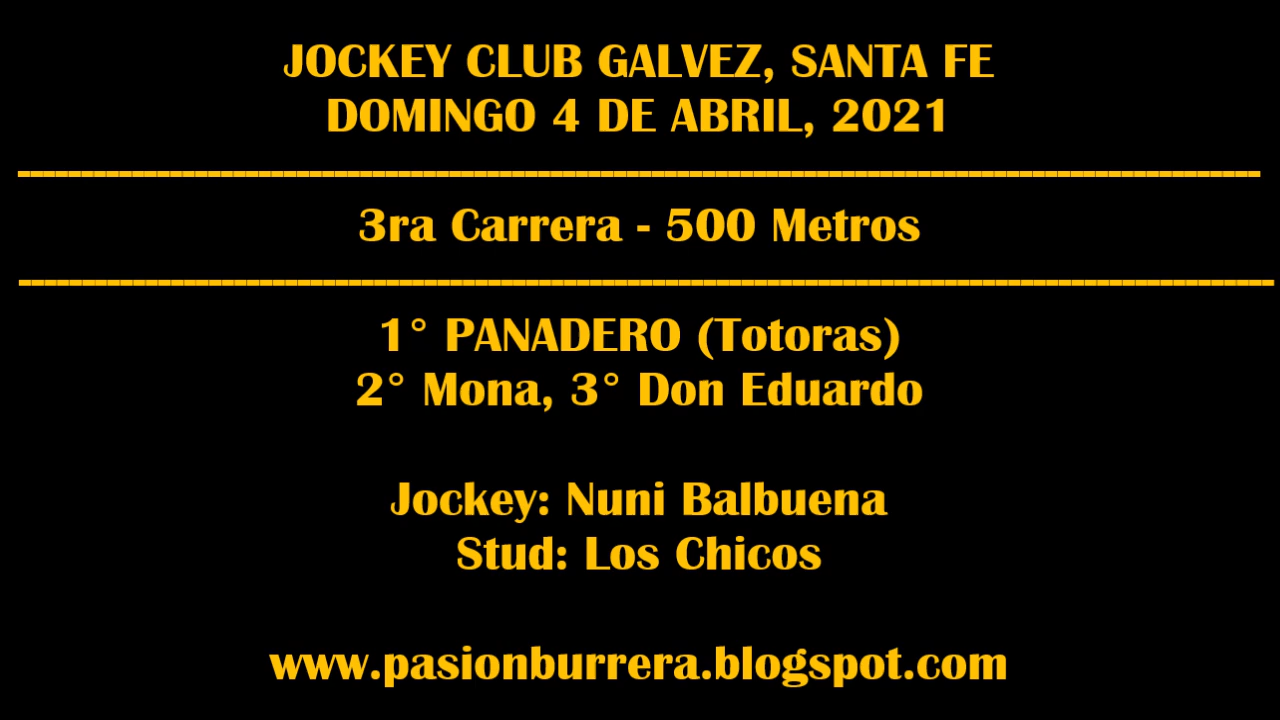 JOCKEY CLUB GALVEZ, SANTA FE
DOMINGO 4 DE ABRIL, 2021
3ra Carrera - 500 Metros
1° PANADERO (Totoras)
2° Mona, 3° Don Eduardo
Jockey: Nuni Balbuena
Stud: Los Chicos
www.pasionburrera.blogspot.com